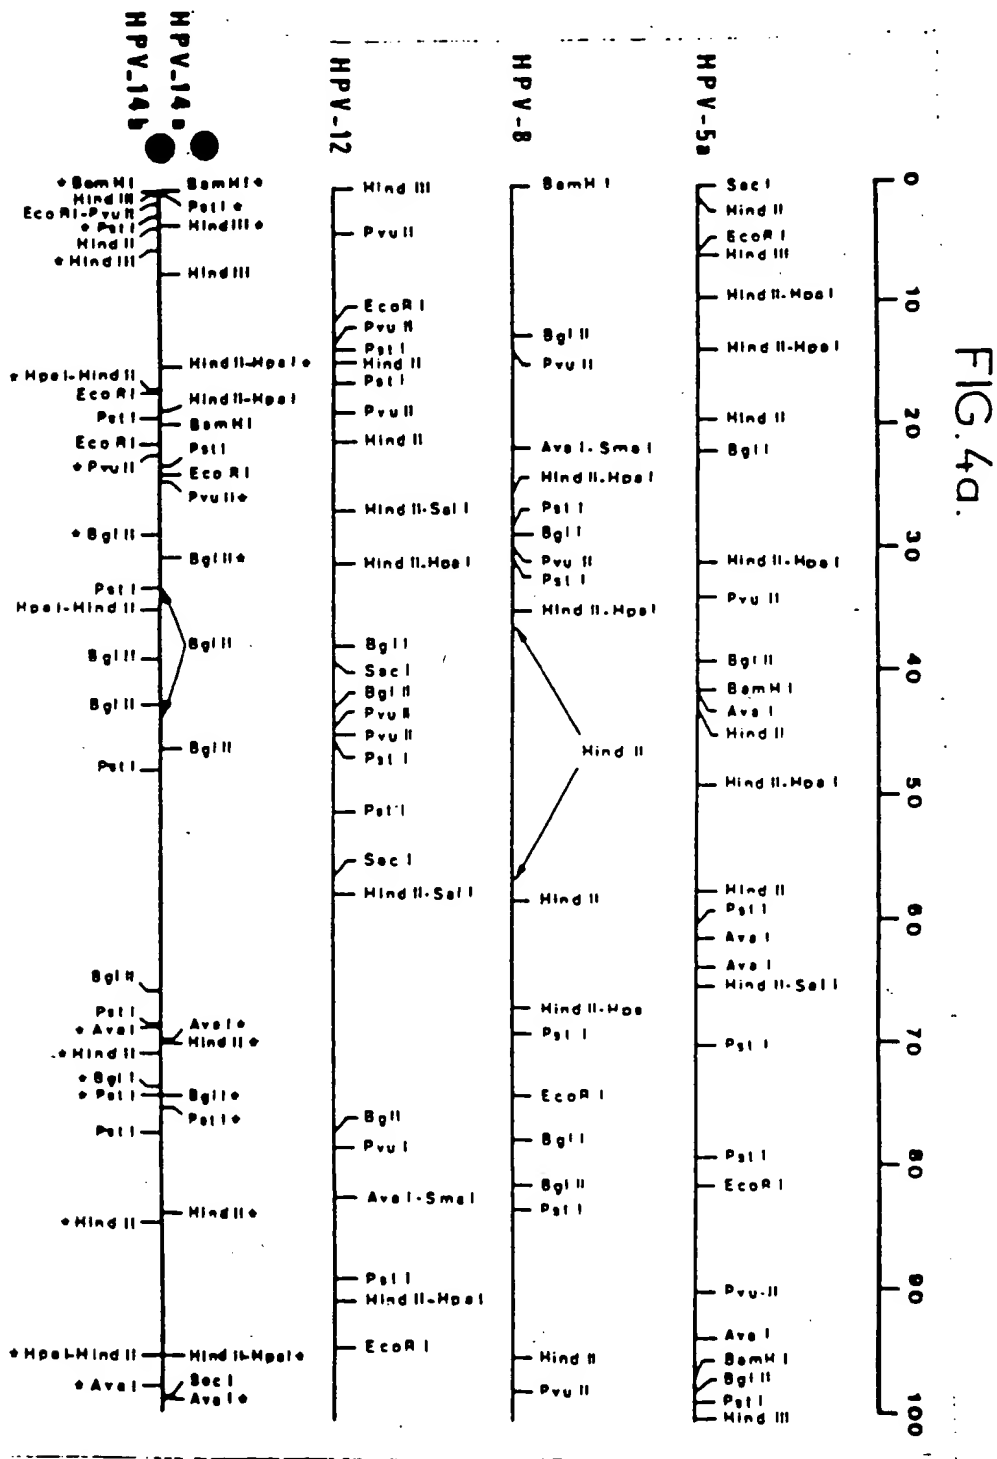 FIG.4a.
0
10
20
30
40
50
60
70
80
90
100
HPV-5a
Sac I
Hind II
EcoR I
Hind III
Hind II-Hpa I
Hind II-Hpa I
Hind II
Bgl I
Hind II-Hpa I
Pvu II
Bgl II
BamH I
Ava I
Hind II
Hind II-Hpa I
Hind II
Pst I
Ava I
Ava I
Hind II-Sal I
Pst I
Pst I
EcoR I
Pvu-II
Ava I
BamH I
Bgl II
Pst I
Hind III
HPV-8
BamH I
Bgl II
Pvu II
Ava I-Sma I
Hind II-Hpa I
Pst I
Bgl I
Pvu II
Pst I
Hind II-Hpa I
Hind II
Hind II
Hind II-Hpa
Pst I
EcoR I
Bgl I
Bgl II
Pst I
Hind II
Pvu II
HPV-12
Hind III
Pvu II
EcoR I
Pvu II
Pst I
Hind II
Pst I
Pvu II
Hind II
Hind II-Sal I
Hind II-Hpa I
Bgl I
Sac I
Bgl II
Pvu II
Pvu II
Pst I
Pst I
Sac I
Hind II-Sal I
Bgl I
Pvu I
Ava I-Sma I
Pst I
Hind II-Hpa I
EcoR I
HPV-14a
BamH I*
Pst I*
Hind III*
Hind III
Hind II-Hpa I*
Hind II-Hpa I
BamH I
Pst I
EcoR I
Pvu II*
Bgl II*
Bgl II
Bgl II
Ava I*
Hind II*
Bgl I*
Pst I*
Hind II*
Hind II-Hpa I*
Sac I
Ava I*
HPV-14b
*BamH I
Hind III
EcoR I-Pvu II
*Pst I
Hind II
*Hind III
*Hpa I-Hind II
EcoR I
Pst I
EcoR I
*Pvu II
*Bgl II
Pst I
Hpa I-Hind II
Bgl II
Bgl II
Pst I
Bgl II
Pst I
*Ava I
*Hind II
*Bgl I
*Pst I
Pst I
*Hind II
*Hpa I-Hind II
*Ava I